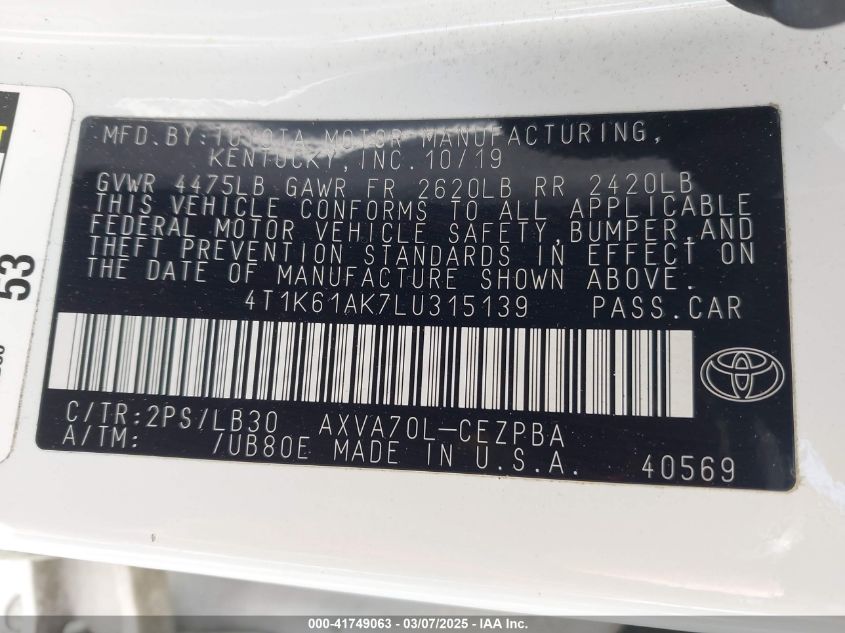 MFD. BY: TOYOTA MOTOR MANUFACTURING,
KENTUCKY, INC. 10/19
GVWR 4475LB GAWR FR 2620LB RR 2420LB
THIS VEHICLE CONFORMS TO ALL APPLICABLE
FEDERAL MOTOR VEHICLE SAFETY, BUMPER, AND
THEFT PREVENTION STANDARDS IN EFFECT ON
THE DATE OF MANUFACTURE SHOWN ABOVE.
4T1K61AK7LU315139 PASS.CAR
C/TR:2PS/LB30 AXVA70L-CEZPBA
A/TM: /UB80E MADE IN U.S.A. 40569
53
000-41749063 - 03/07/2025 - IAA Inc.